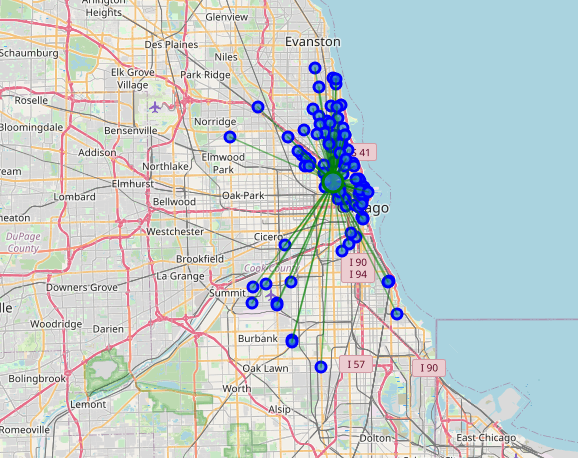 Arlington
Heights
Glenview
Evanston
Des Plaines
Schaumburg
Niles
Elk Grove
Village
Park Ridge
Roselle
Norridge
Bloomingdale
Bensenville
41
Addison
Elmwood
Park
Northlake
Elmhurst
Oak Park
Lombard
Bellwood
ago
Wheaton
Westchester
Cicero
DuPage
County
Brookfield
Cook County
I 90
I 94
La Grange
Downers Grove
Summit
Woodridge
Darien
Burbank
Oak Lawn
I 57
I 90
Bolingbrook
Worth
Lemont
Alsip
Romeoville
Dolton
East Chicago